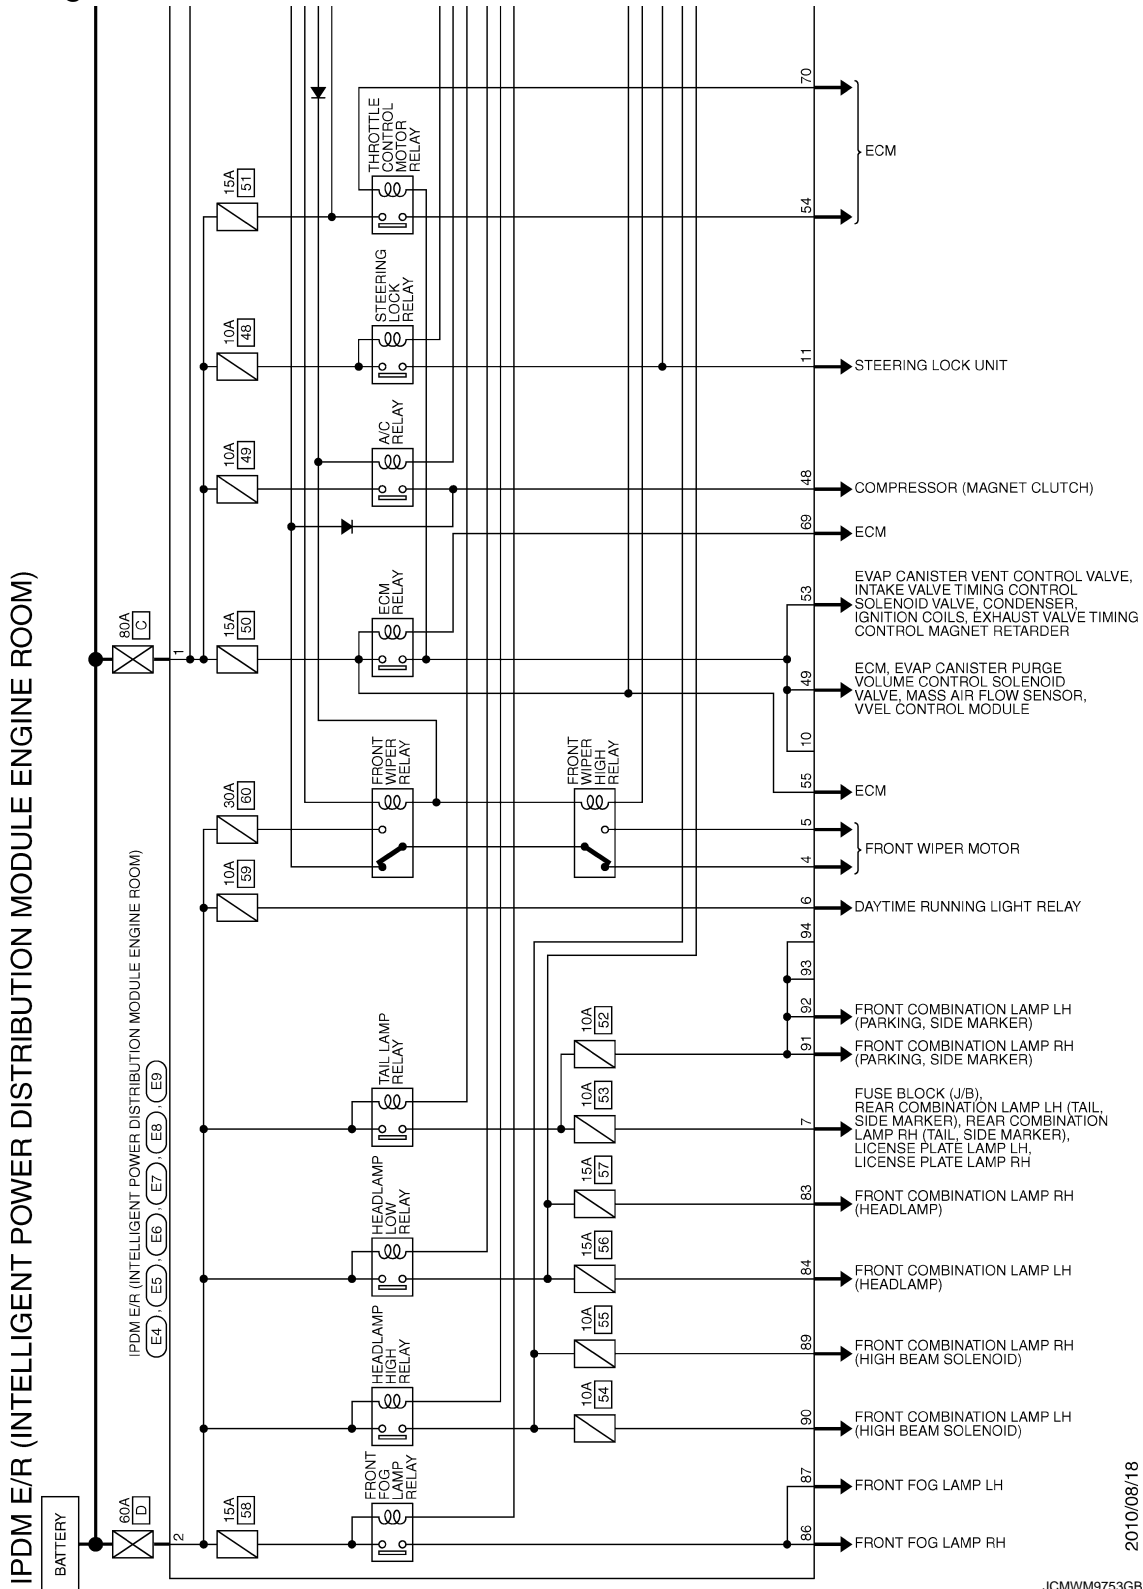 IPDM E/R (INTELLIGENT POWER DISTRIBUTION MODULE ENGINE ROOM)
BATTERY
60A
D
80A
C
IPDM E/R (INTELLIGENT POWER DISTRIBUTION MODULE ENGINE ROOM)
E4 , E5 , E6 , E7 , E8 , E9
1
2
15A
51
10A
48
10A
49
15A
50
30A
60
10A
59
15A
58
THROTTLE
CONTROL
MOTOR
RELAY
STEERING
LOCK
RELAY
A/C
RELAY
ECM
RELAY
FRONT
WIPER
RELAY
FRONT
WIPER
HIGH
RELAY
TAIL LAMP
RELAY
HEADLAMP
LOW
RELAY
HEADLAMP
HIGH
RELAY
FRONT
FOG
LAMP
RELAY
10A
52
10A
53
15A
57
15A
56
10A
55
10A
54
70
ECM
54
11
STEERING LOCK UNIT
48
COMPRESSOR (MAGNET CLUTCH)
69
ECM
53
EVAP CANISTER VENT CONTROL VALVE,
INTAKE VALVE TIMING CONTROL
SOLENOID VALVE, CONDENSER,
IGNITION COILS, EXHAUST VALVE TIMING
CONTROL MAGNET RETARDER
49
ECM, EVAP CANISTER PURGE
VOLUME CONTROL SOLENOID
VALVE, MASS AIR FLOW SENSOR,
VVEL CONTROL MODULE
10
55
ECM
5
FRONT WIPER MOTOR
4
6
DAYTIME RUNNING LIGHT RELAY
94
93
92
FRONT COMBINATION LAMP LH
(PARKING, SIDE MARKER)
91
FRONT COMBINATION LAMP RH
(PARKING, SIDE MARKER)
7
FUSE BLOCK (J/B),
REAR COMBINATION LAMP LH (TAIL,
SIDE MARKER), REAR COMBINATION
LAMP RH (TAIL, SIDE MARKER),
LICENSE PLATE LAMP LH,
LICENSE PLATE LAMP RH
83
FRONT COMBINATION LAMP RH
(HEADLAMP)
84
FRONT COMBINATION LAMP LH
(HEADLAMP)
89
FRONT COMBINATION LAMP RH
(HIGH BEAM SOLENOID)
90
FRONT COMBINATION LAMP LH
(HIGH BEAM SOLENOID)
87
FRONT FOG LAMP LH
86
FRONT FOG LAMP RH
2010/08/18
JCMWM9753GB